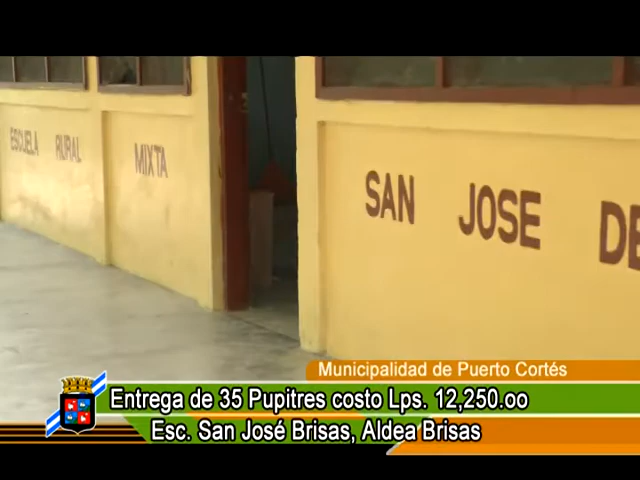 ESCUELA RURAL MIXTA
SAN JOSE DE
Municipalidad de Puerto Cortés
Entrega de 35 Pupitres costo Lps. 12,250.oo
Esc. San José Brisas, Aldea Brisas